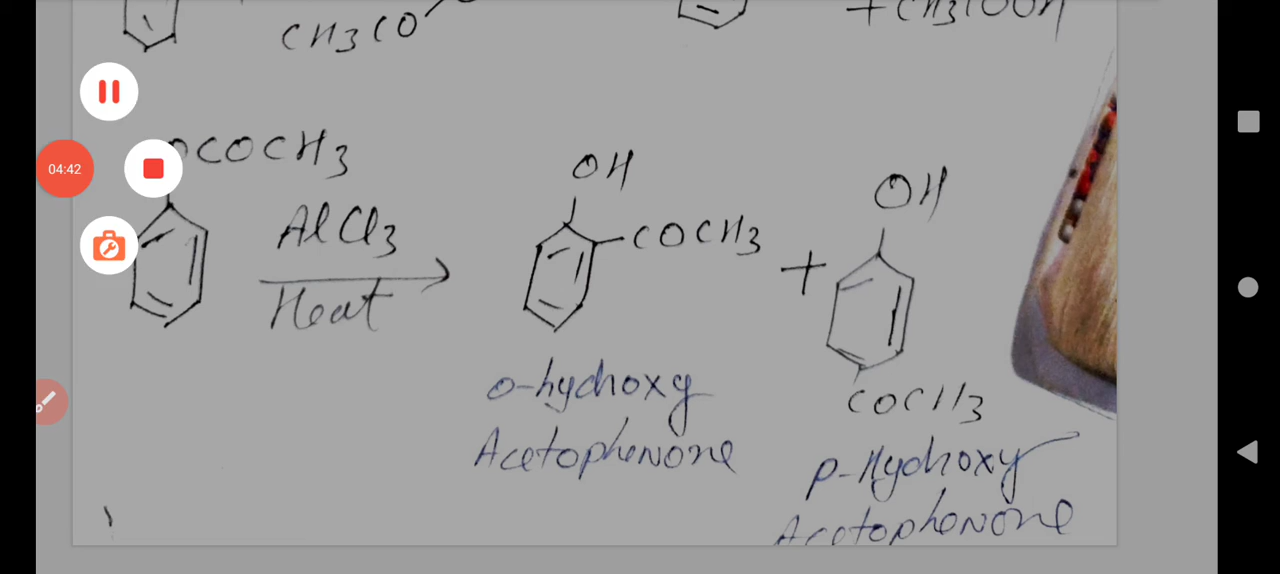 CH3CO
+ CH3COOH
04:42
OCOCH3
AlCl3
Heat
OH
COCH3
+
OH
COCH3
o-hydroxy
Acetophenone
p-Hydroxy
Acetophenone